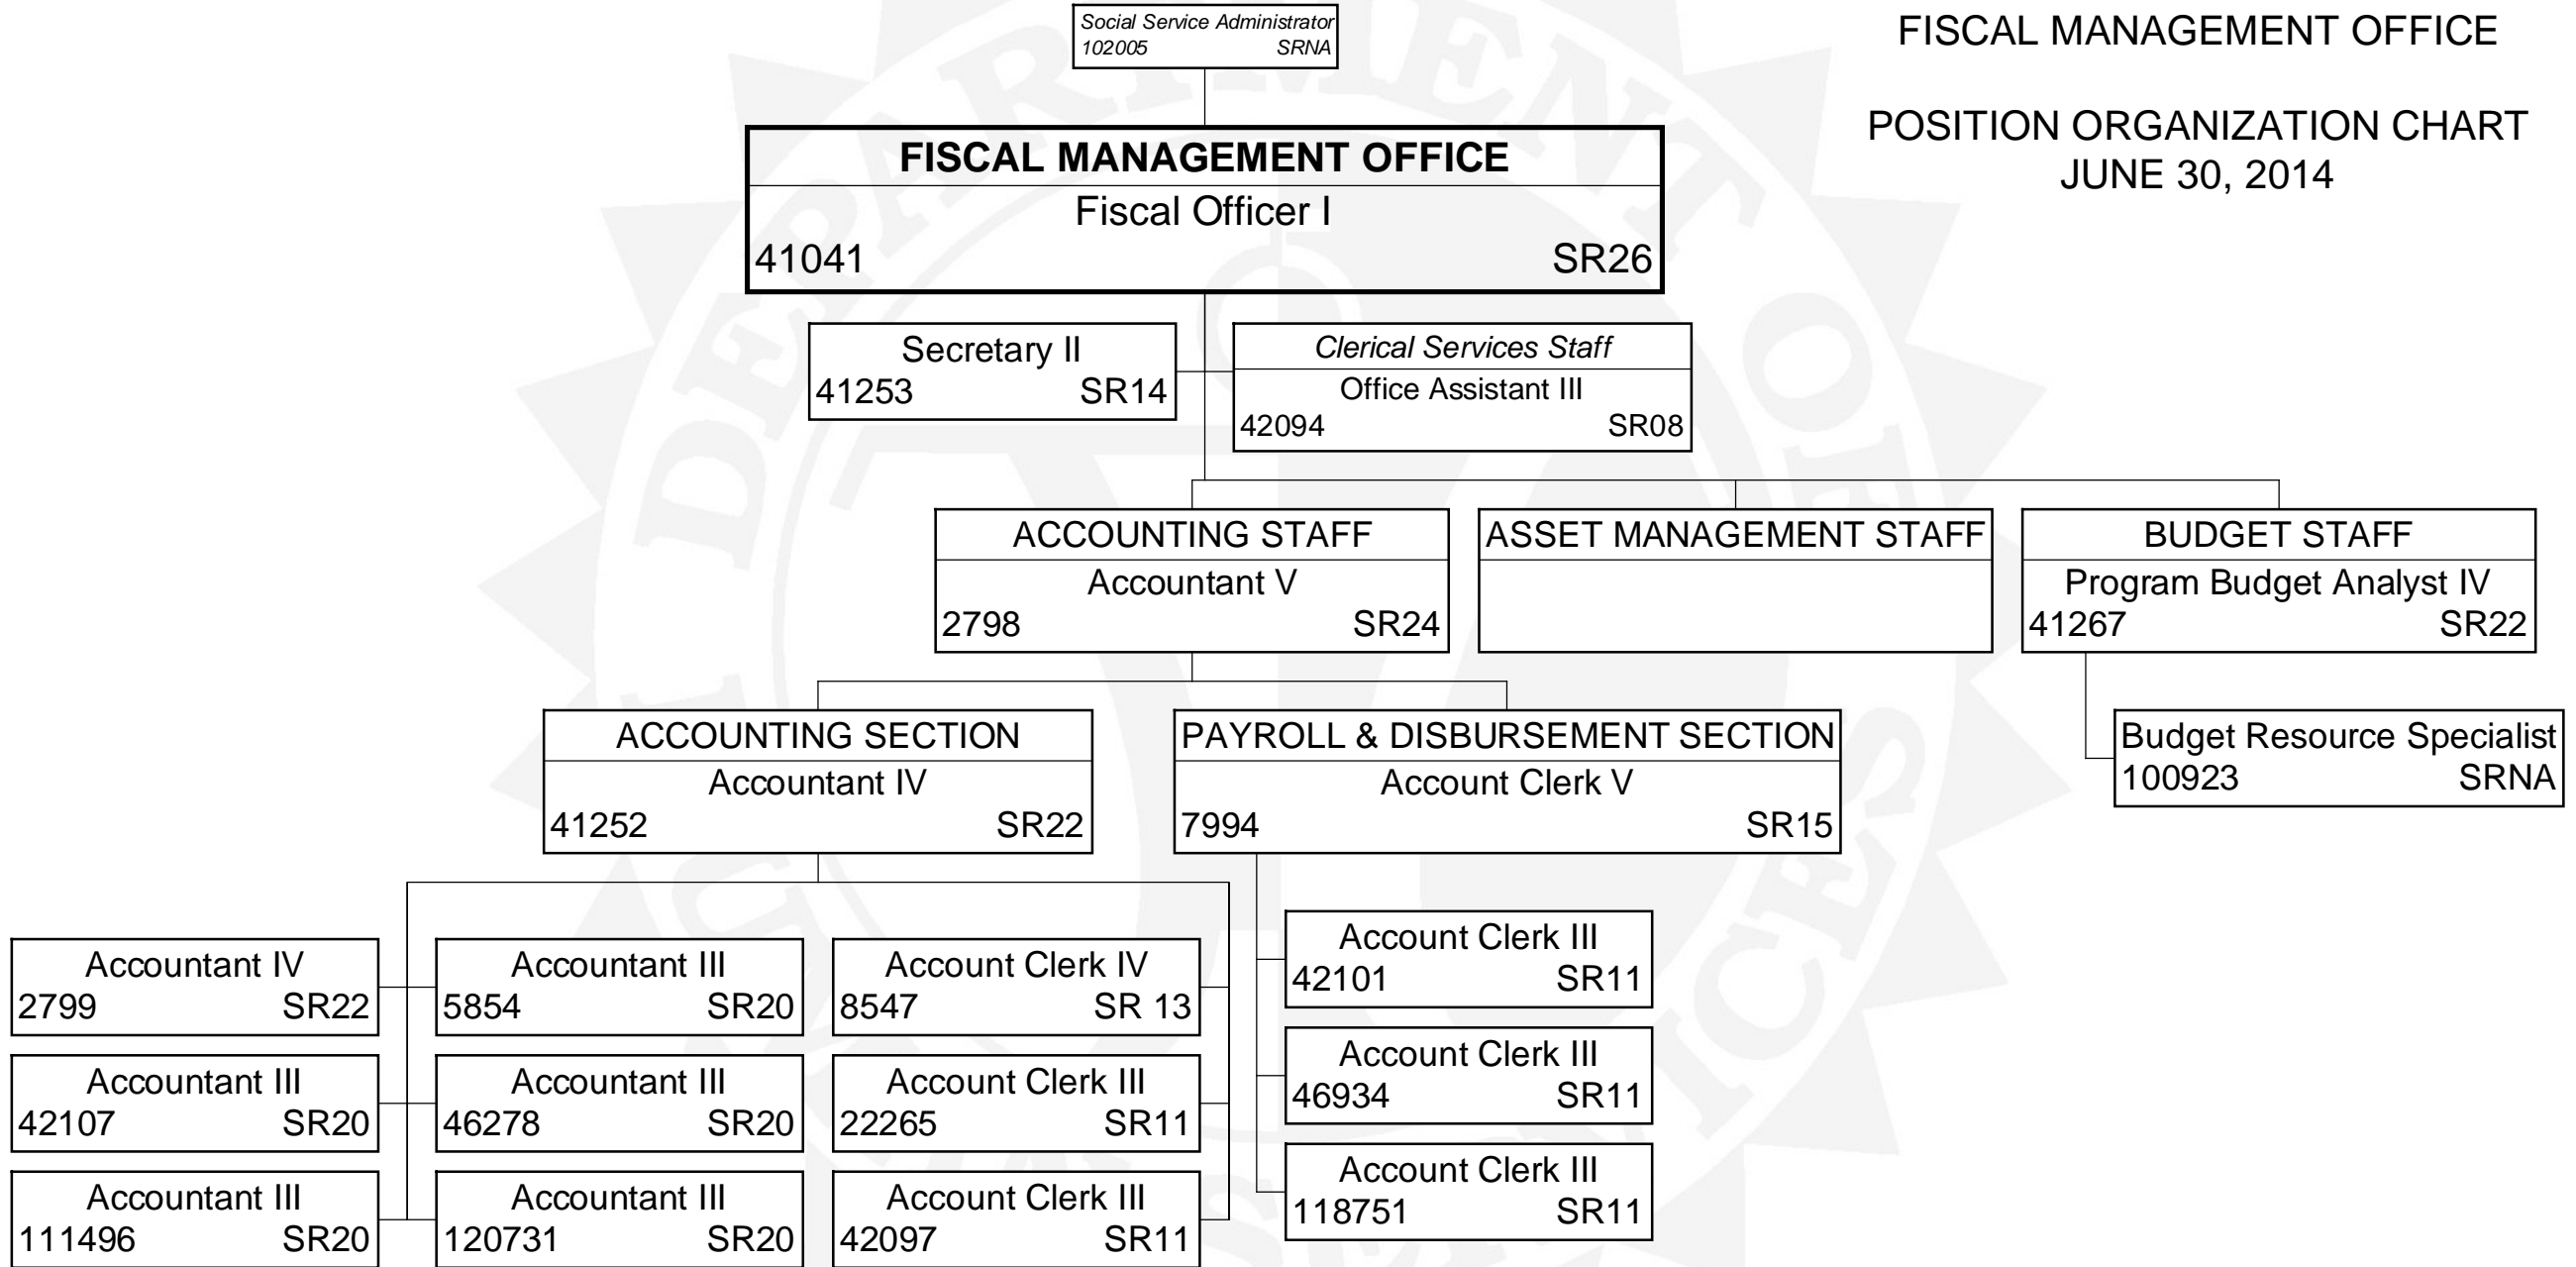 Social Service Administrator
102005 SRNA
FISCAL MANAGEMENT OFFICE
POSITION ORGANIZATION CHART
JUNE 30, 2014
FISCAL MANAGEMENT OFFICE
Fiscal Officer I
41041 SR26
Secretary II
41253 SR14
Clerical Services Staff
Office Assistant III
42094 SR08
ACCOUNTING STAFF
Accountant V
2798 SR24
ASSET MANAGEMENT STAFF
BUDGET STAFF
Program Budget Analyst IV
41267 SR22
Budget Resource Specialist
100923 SRNA
ACCOUNTING SECTION
Accountant IV
41252 SR22
PAYROLL & DISBURSEMENT SECTION
Account Clerk V
7994 SR15
Accountant IV
2799 SR22
Accountant III
5854 SR20
Account Clerk IV
8547 SR 13
Accountant III
42107 SR20
Accountant III
46278 SR20
Account Clerk III
22265 SR11
Accountant III
111496 SR20
Accountant III
120731 SR20
Account Clerk III
42097 SR11
Account Clerk III
42101 SR11
Account Clerk III
46934 SR11
Account Clerk III
118751 SR11
DEPARTMENT OF